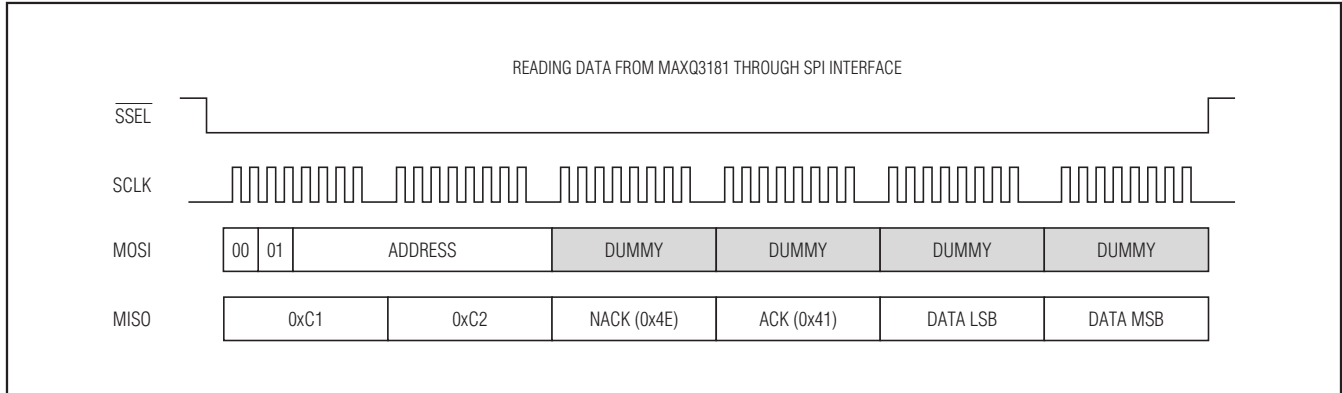 READING DATA FROM MAXQ3181 THROUGH SPI INTERFACE
SSEL
SCLK
MOSI 00 01 ADDRESS DUMMY DUMMY DUMMY DUMMY
MISO 0xC1 0xC2 NACK (0x4E) ACK (0x41) DATA LSB DATA MSB